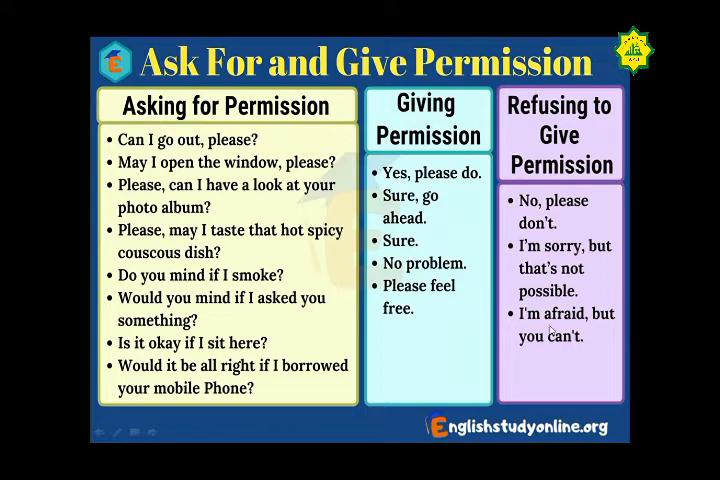 Ask For and Give Permission
Asking for Permission
• Can I go out, please?
• May I open the window, please?
• Please, can I have a look at your
photo album?
• Please, may I taste that hot spicy
couscous dish?
• Do you mind if I smoke?
• Would you mind if I asked you
something?
• Is it okay if I sit here?
• Would it be all right if I borrowed
your mobile Phone?
Giving
Permission
• Yes, please do.
• Sure, go
ahead.
• Sure.
• No problem.
• Please feel
free.
Refusing to
Give
Permission
• No, please
don't.
• I'm sorry, but
that's not
possible.
• I'm afraid, but
you can't.
Englishstudyonline.org